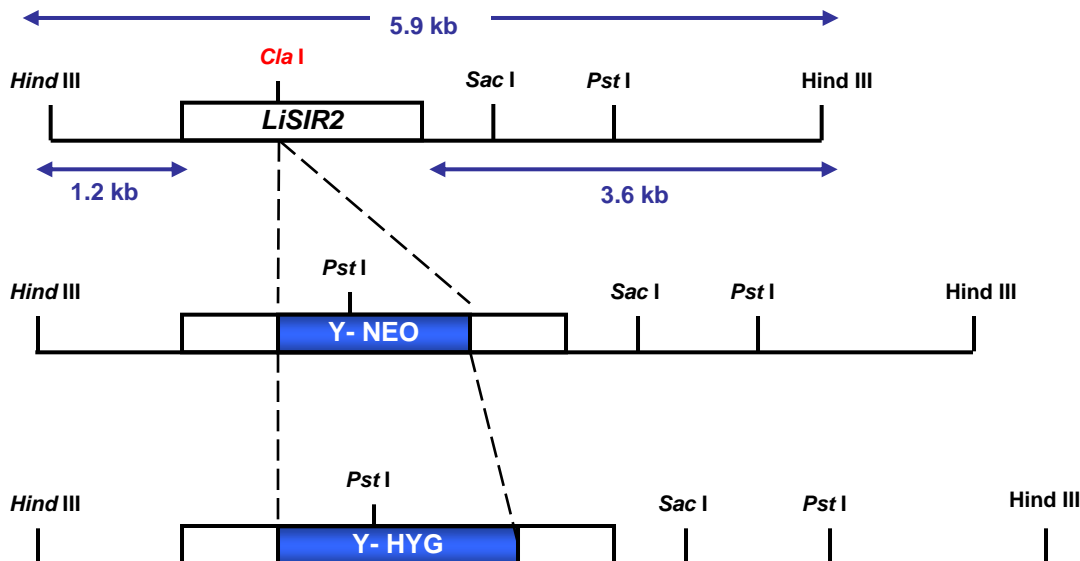 5.9 kb
Cla I
Hind III
Sac I
Pst I
Hind III
LiSIR2
1.2 kb
3.6 kb
Pst I
Hind III
Sac I
Pst I
Hind III
Y- NEO
Pst I
Hind III
Sac I
Pst I
Hind III
Y- HYG